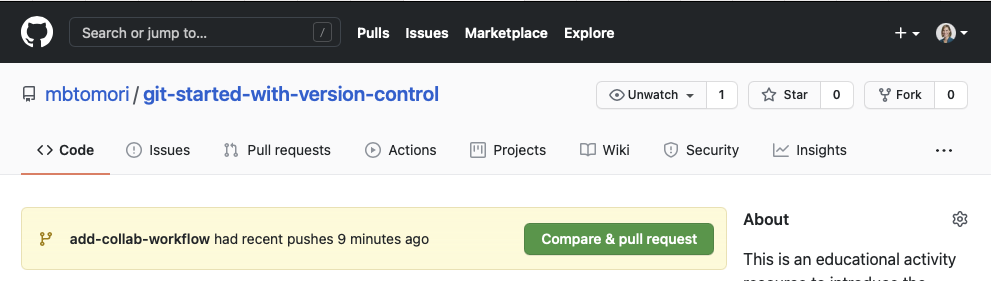 Search or jump to... /
Pulls Issues Marketplace Explore
mbtomori / git-started-with-version-control
Unwatch 1 Star 0 Fork 0
Code Issues Pull requests Actions Projects Wiki Security Insights
add-collab-workflow had recent pushes 9 minutes ago
Compare & pull request
About
This is an educational activity